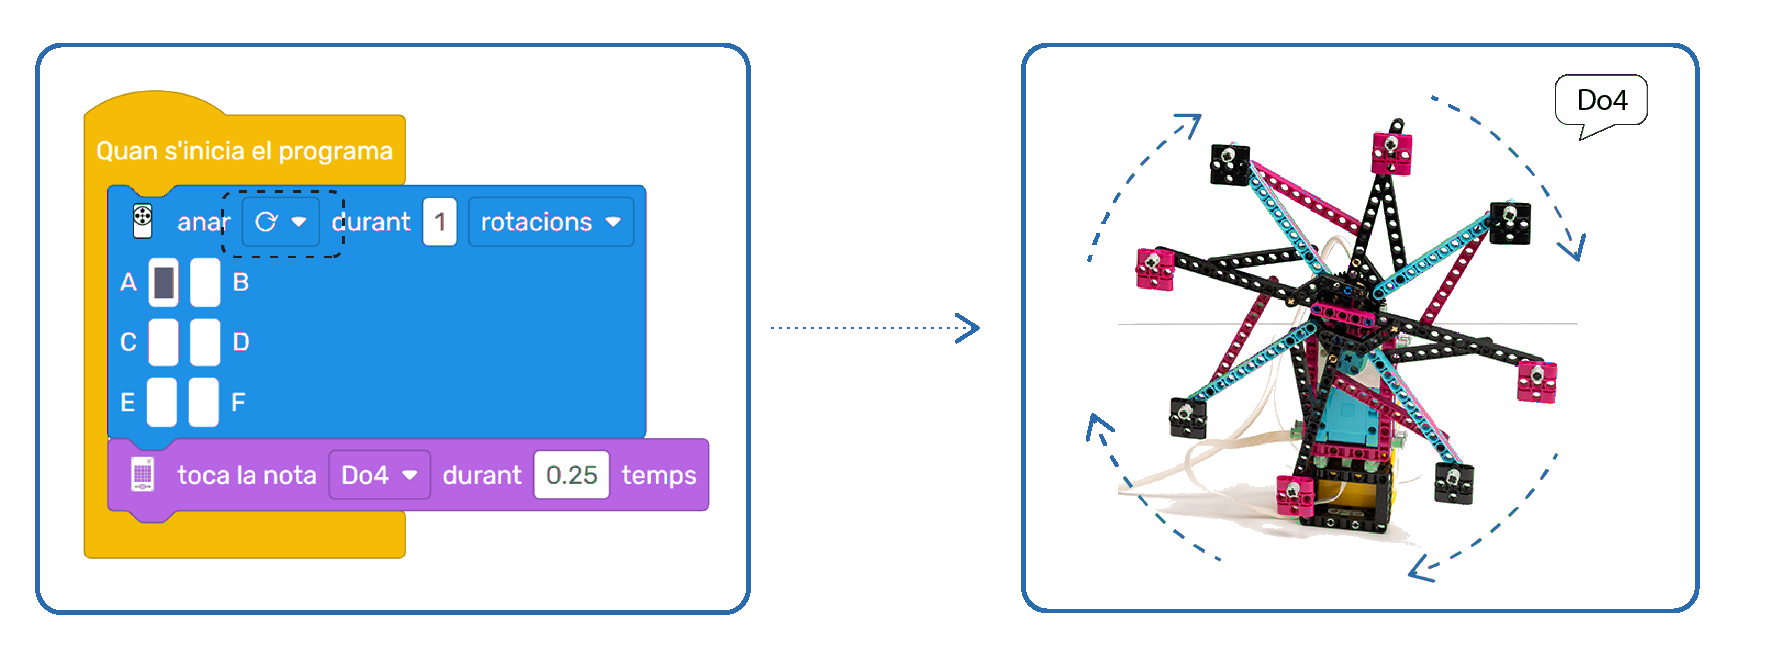 Quan s'inicia el programa
anar durant 1 rotacions
A B
C D
E F
toca la nota Do4 durant 0.25 temps
Do4